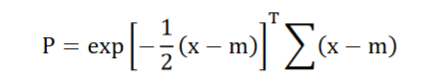 P = exp[−1/2(x − m)]ᵀ ∑(x − m)